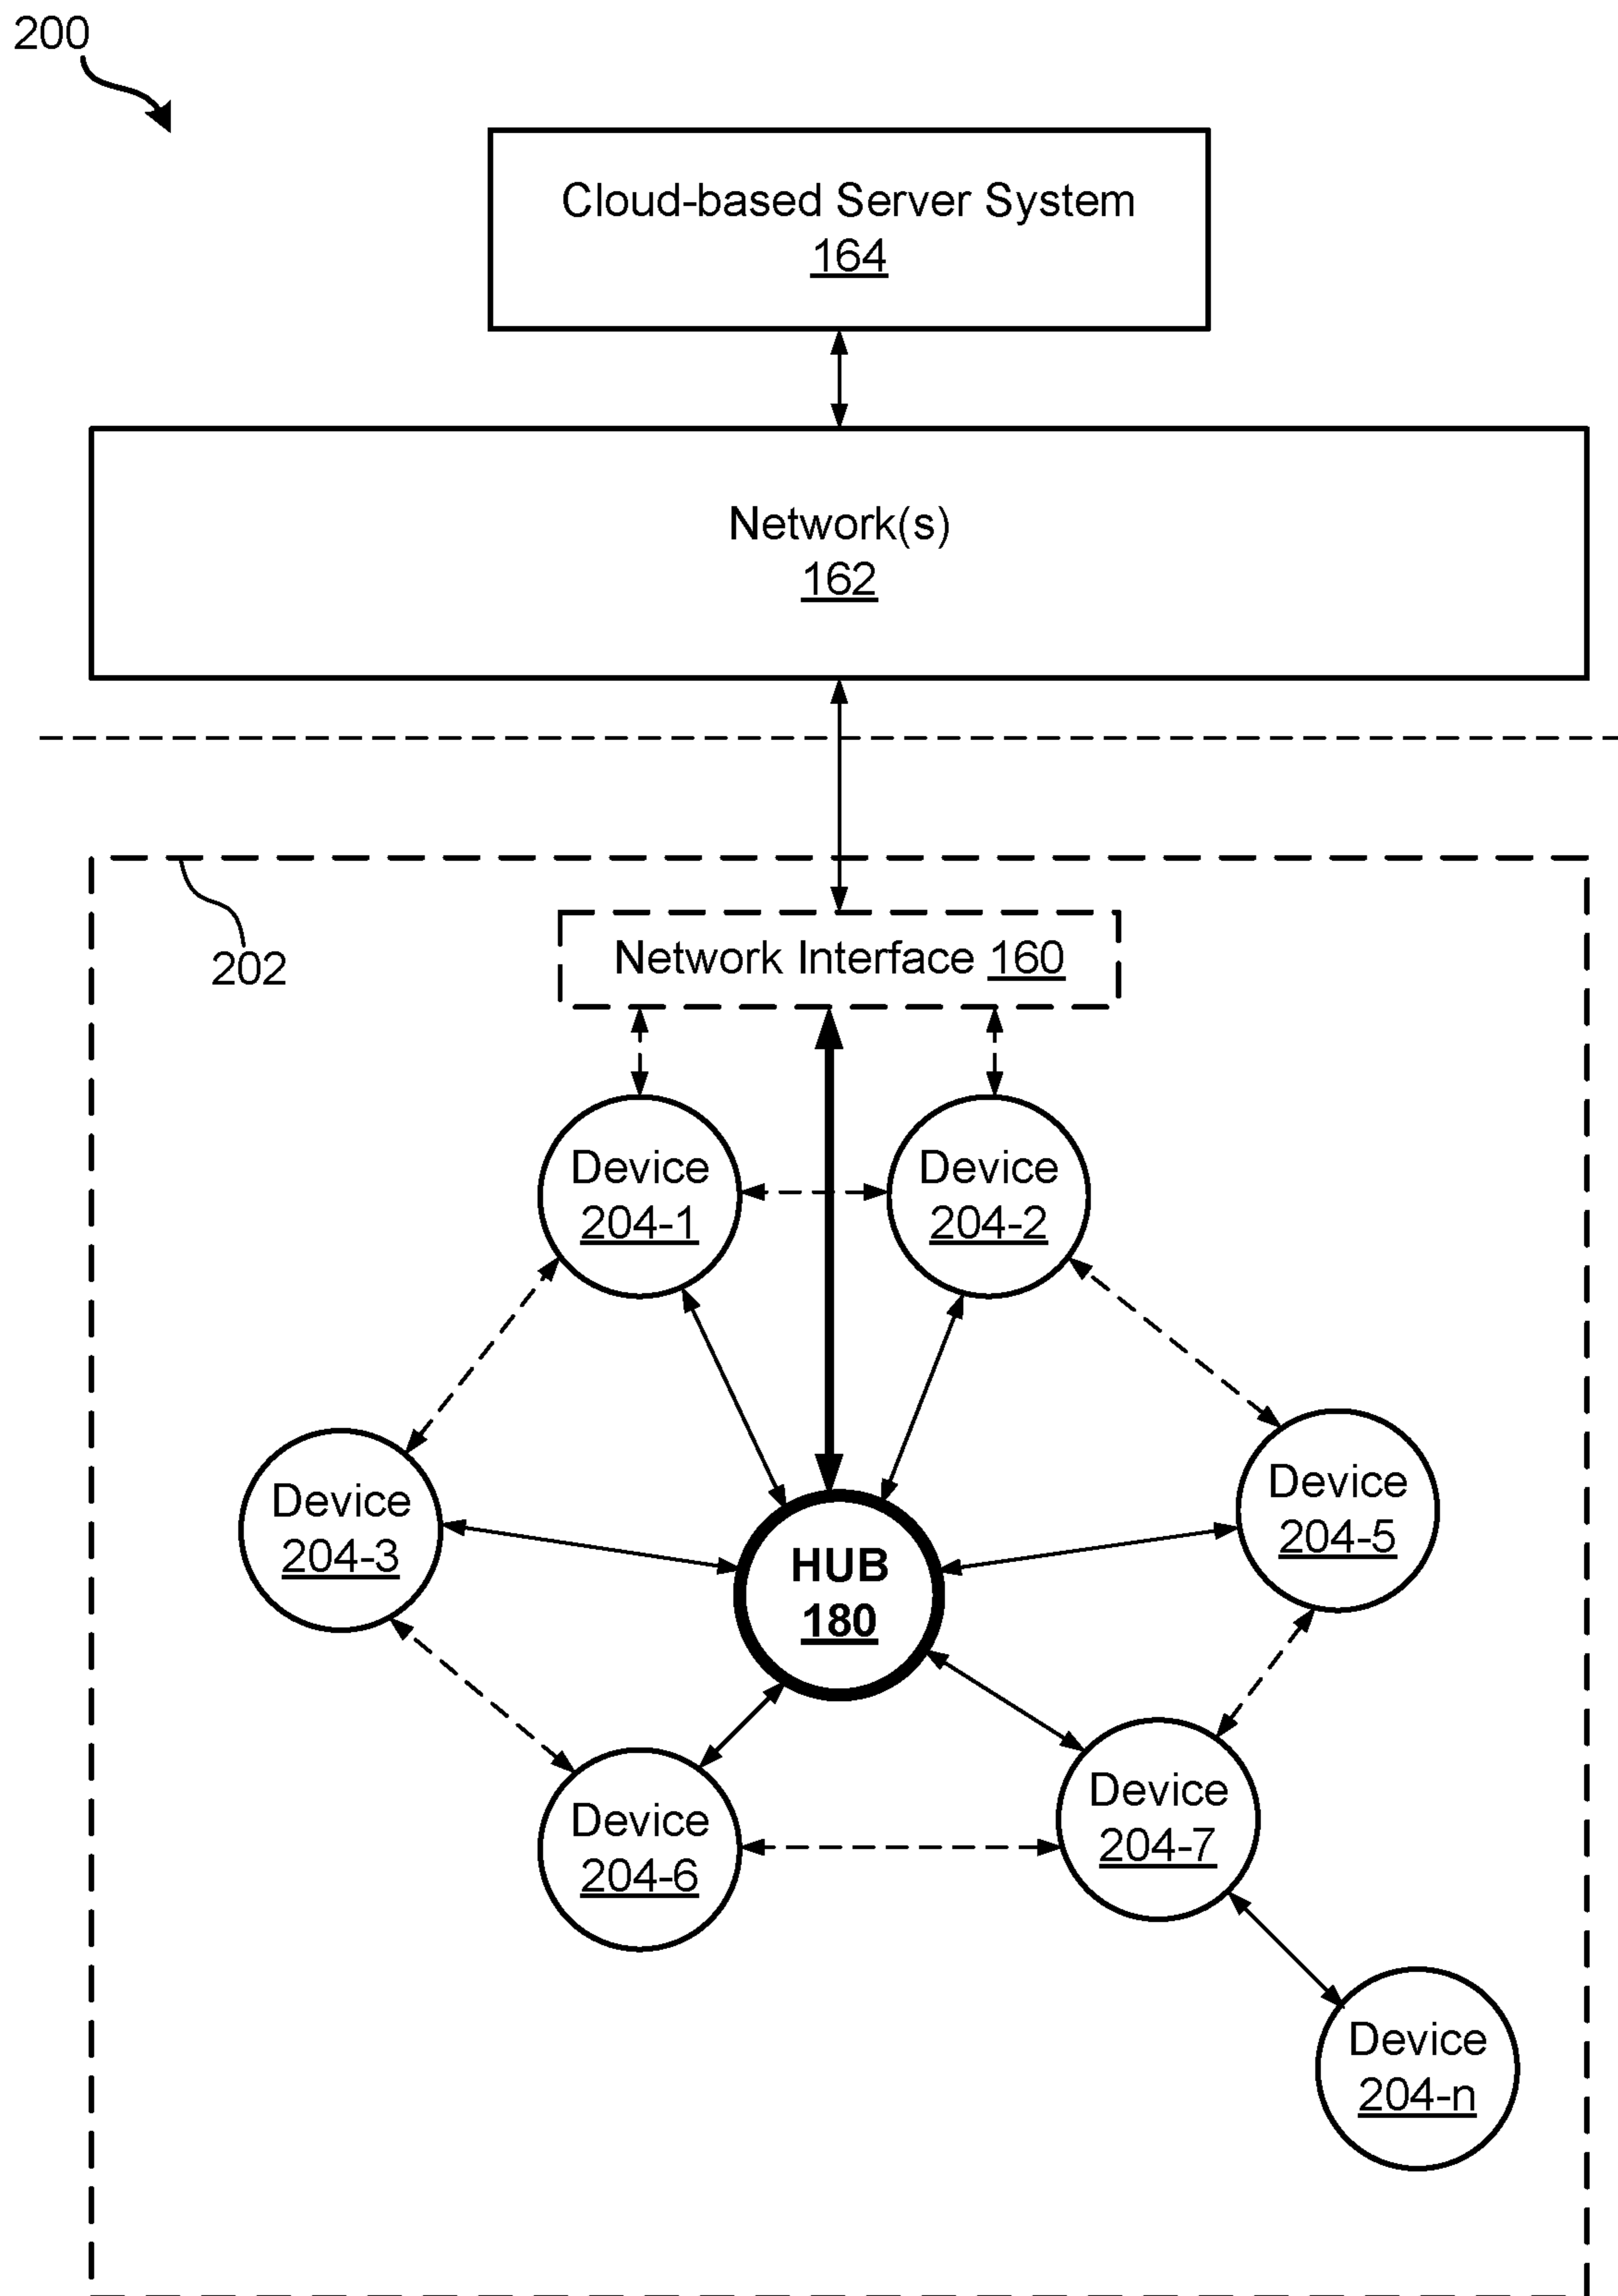 200
Cloud-based Server System
164
Network(s)
162
202
Network Interface 160
Device
204-1
Device
204-2
Device
204-3
Device
204-5
HUB
180
Device
204-6
Device
204-7
Device
204-n